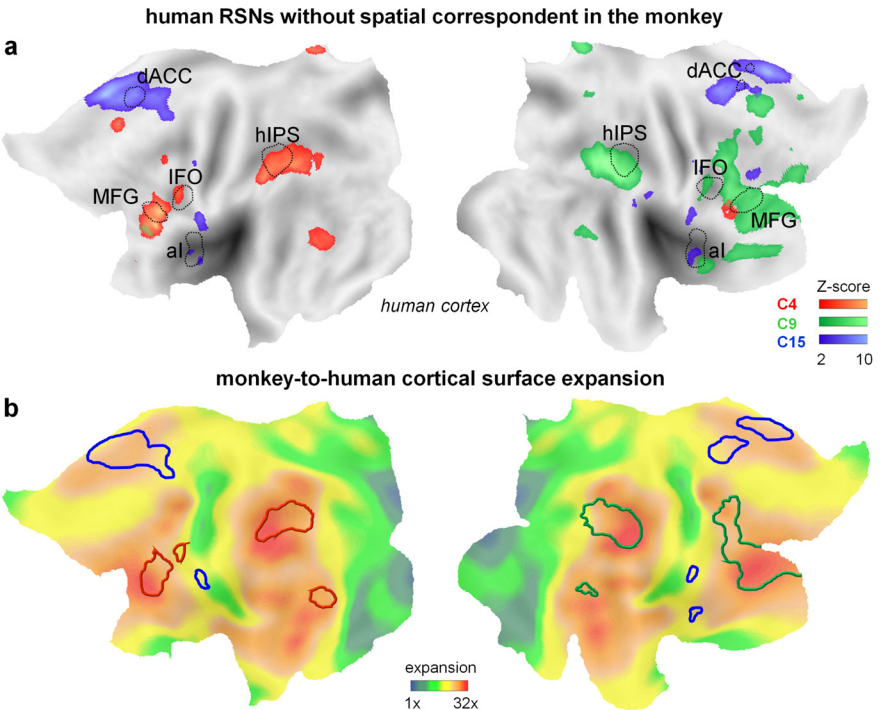 human RSNs without spatial correspondent in the monkey
a
dACC
dACC
hIPS
hIPS
IFO
IFO
MFG
MFG
aI
aI
human cortex
Z-score
C4
C9
C15
2 10
monkey-to-human cortical surface expansion
b
expansion
1x 32x